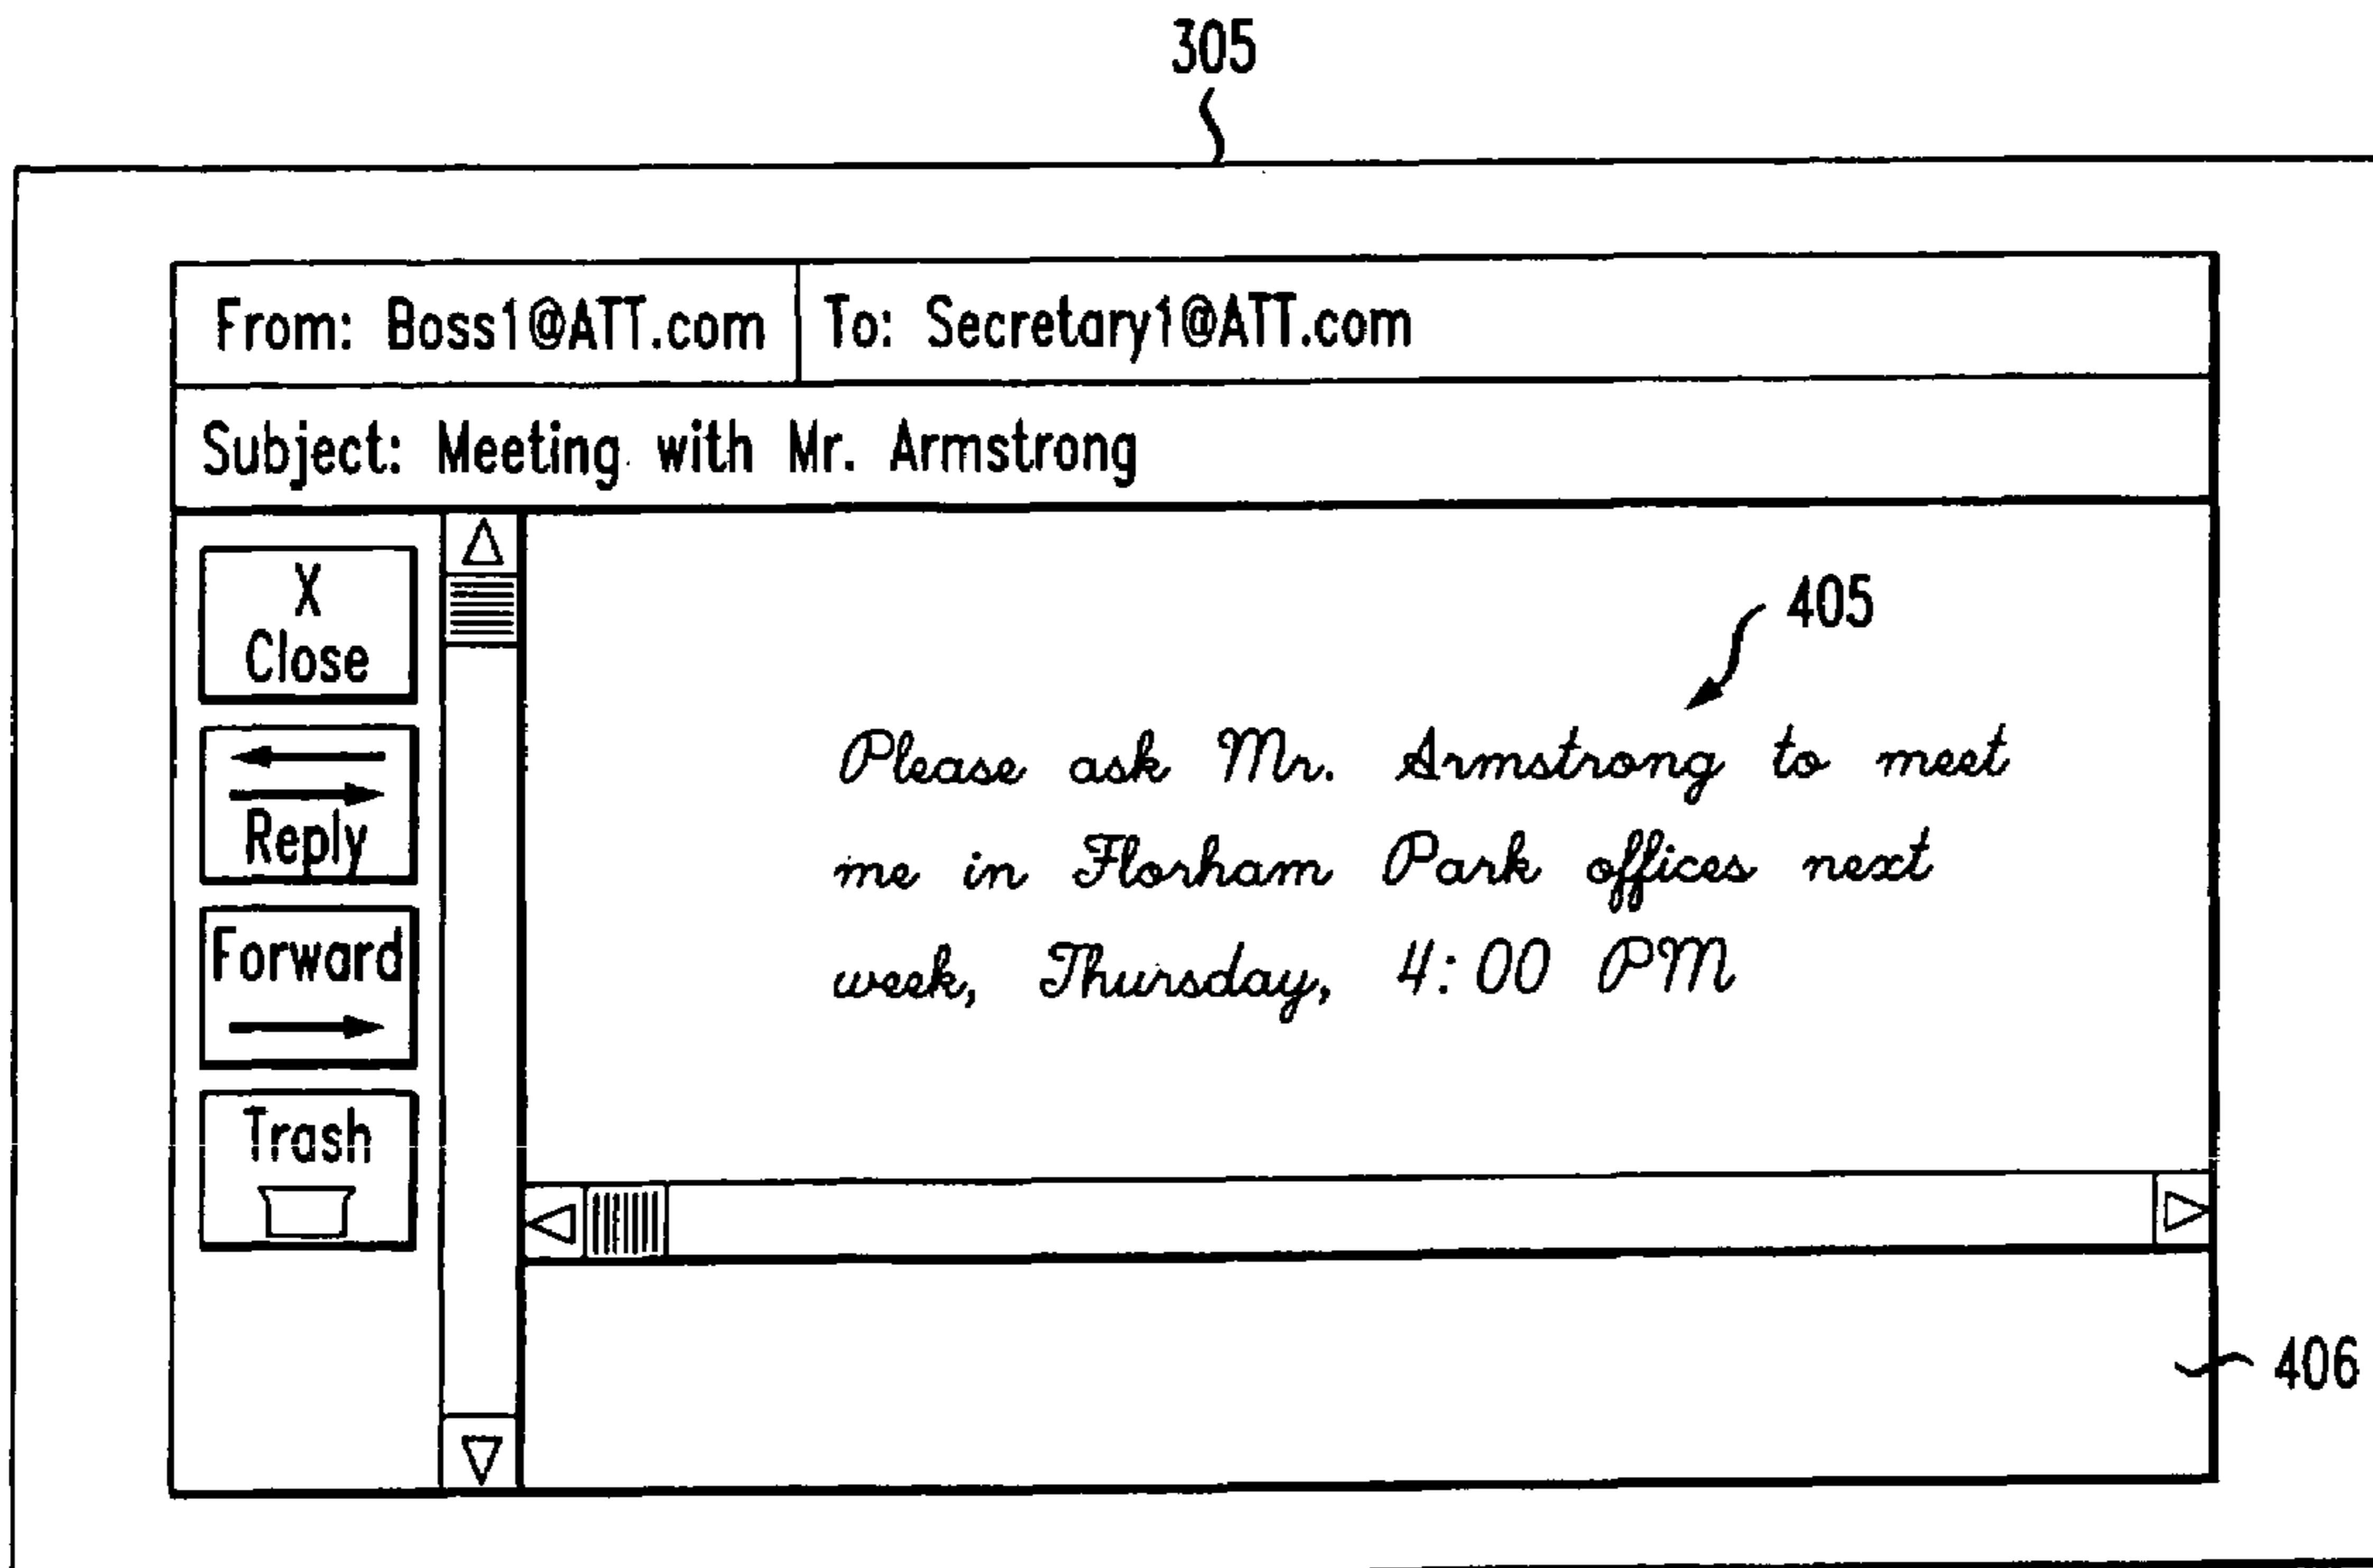 305
From: Boss1@ATT.com To: Secretary1@ATT.com
Subject: Meeting with Mr. Armstrong
X
Close
Reply
Forward
Trash
405
Please ask Mr. Armstrong to meet
me in Florham Park offices next
week, Thursday, 4:00 PM
406